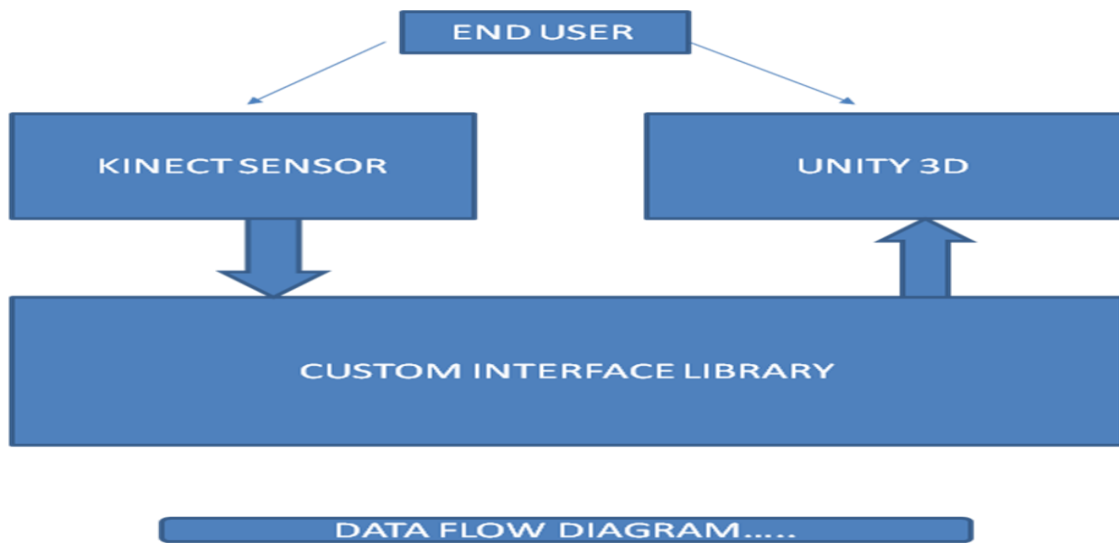 END USER
KINECT SENSOR
UNITY 3D
CUSTOM INTERFACE LIBRARY
DATA FLOW DIAGRAM.....